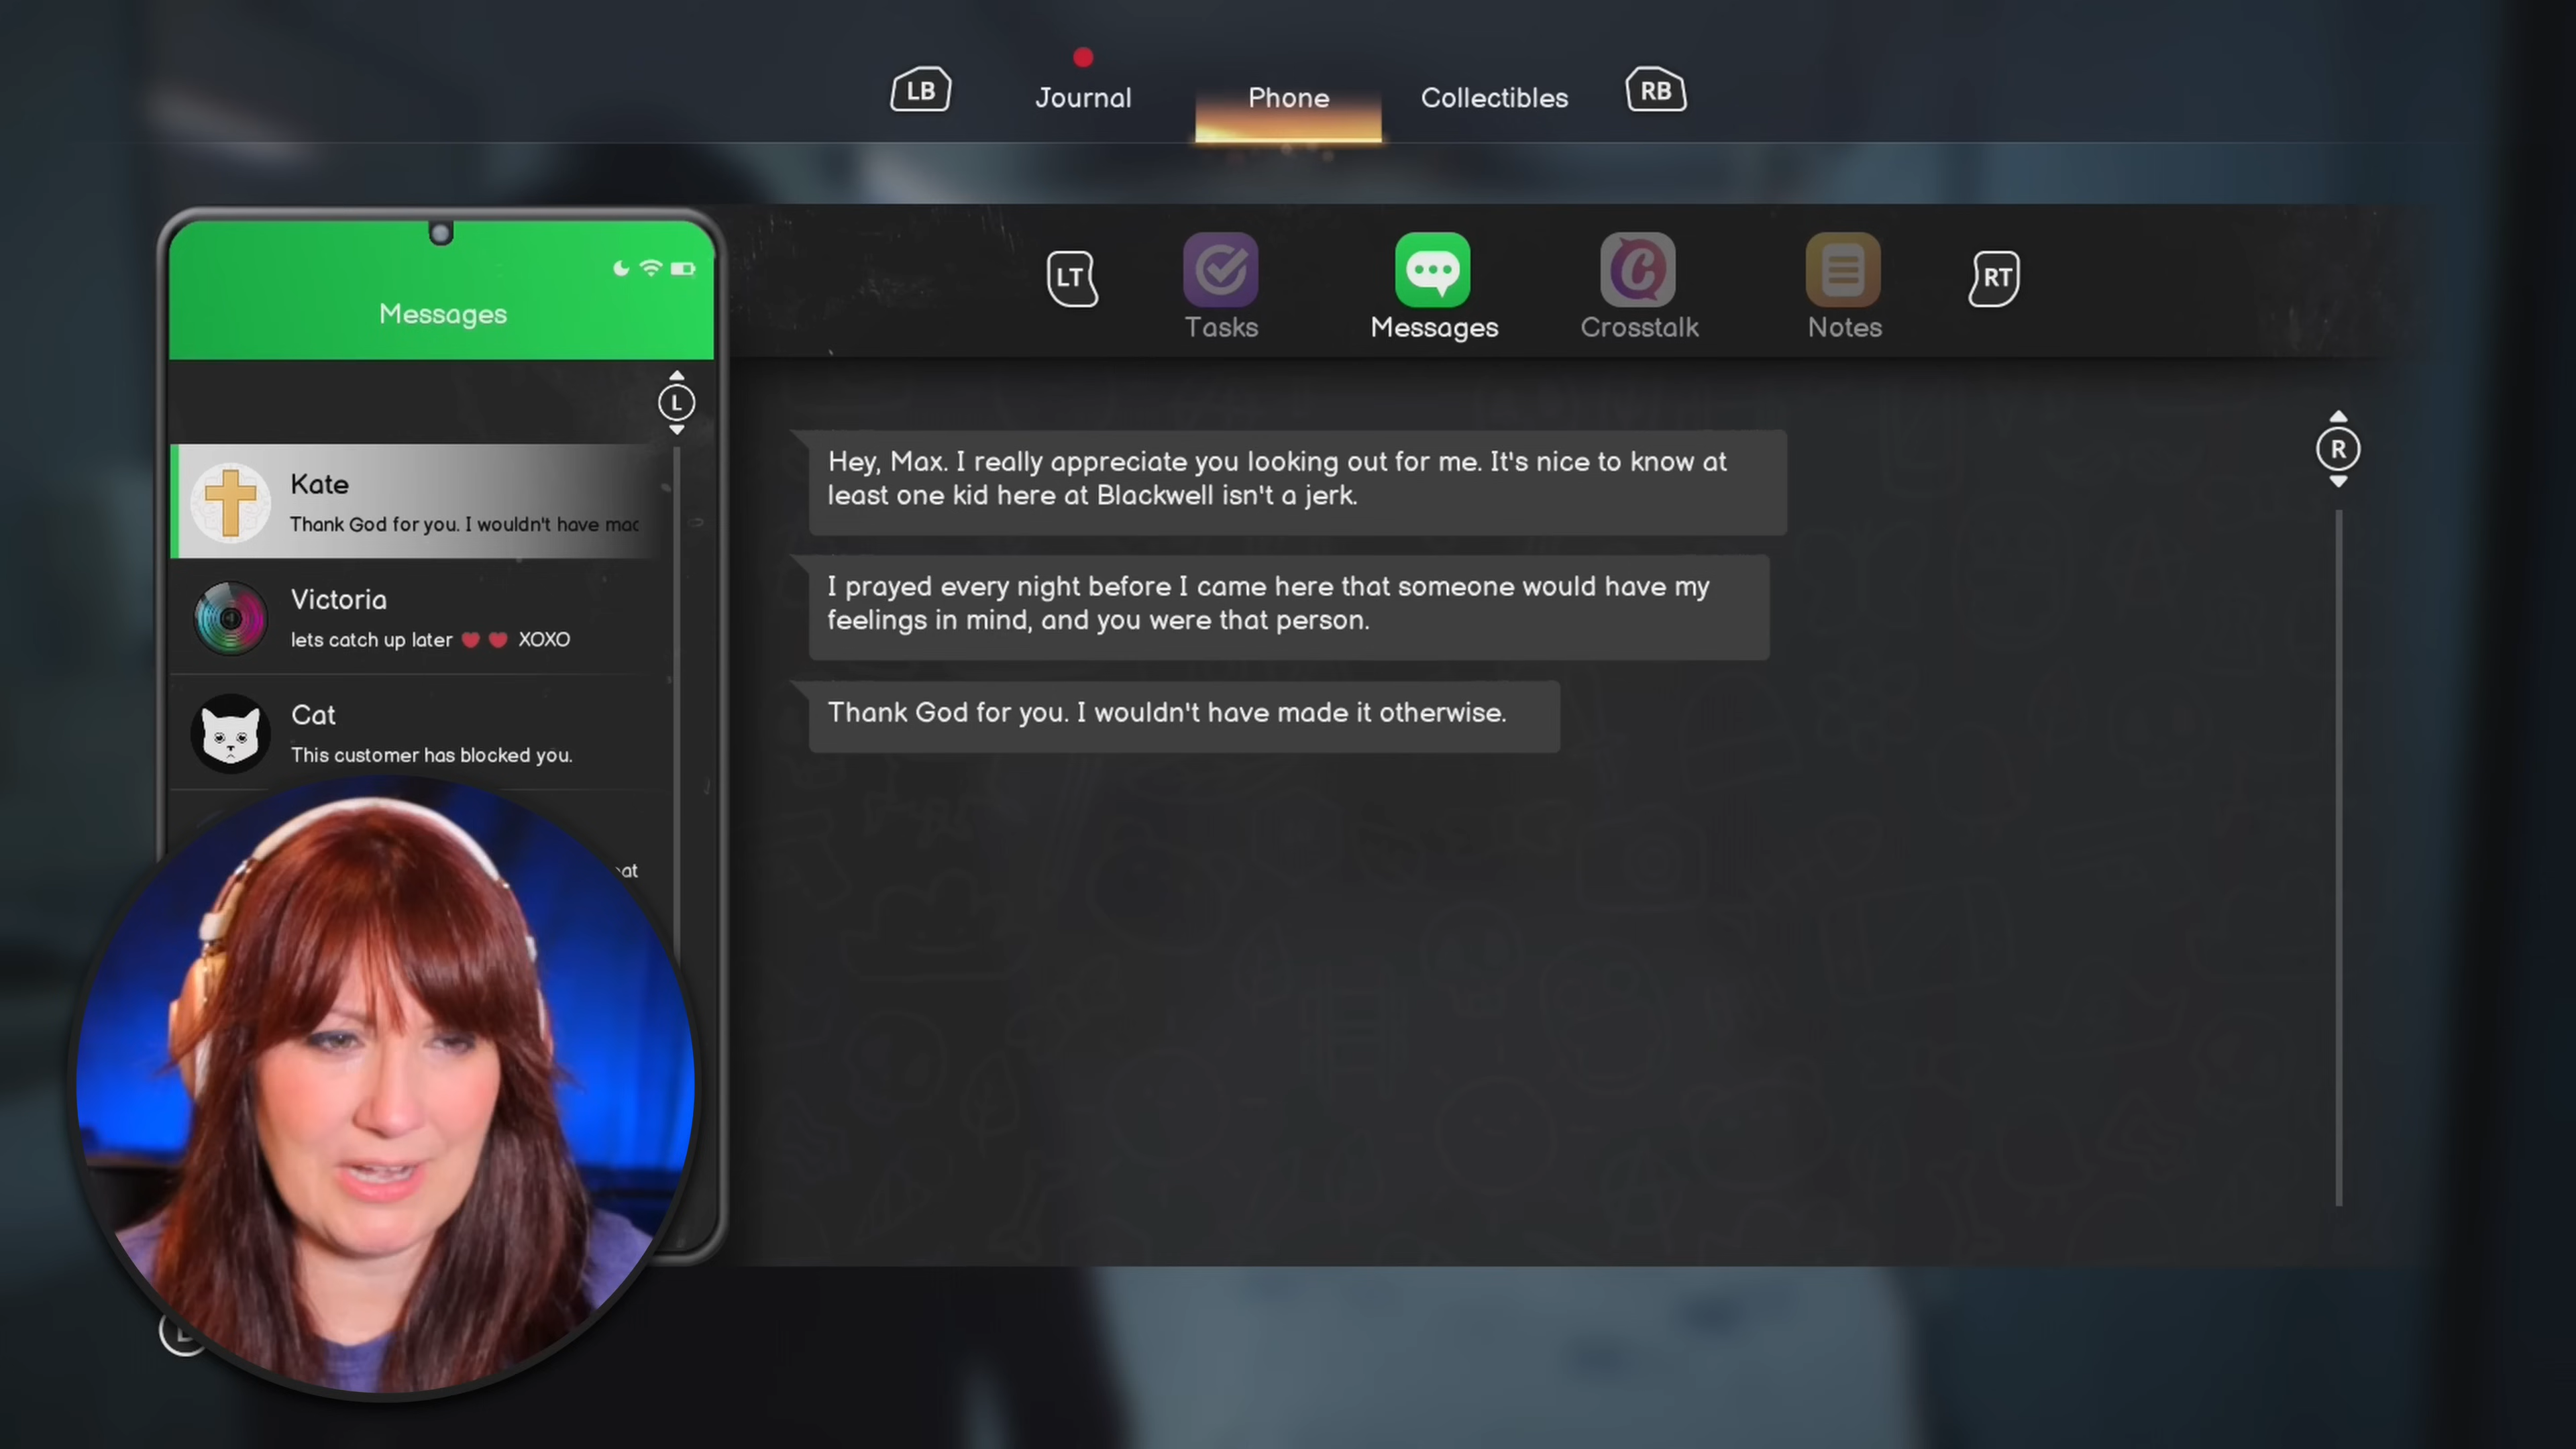 LB
Journal
Phone
Collectibles
RB
Messages
LT
Tasks
Messages
Crosstalk
Notes
RT
L
R
Kate
Thank God for you. I wouldn't have mad
Victoria
lets catch up later ❤️ ❤️ XOXO
Cat
This customer has blocked you.
Hey, Max. I really appreciate you looking out for me. It's nice to know at
least one kid here at Blackwell isn't a jerk.
I prayed every night before I came here that someone would have my
feelings in mind, and you were that person.
Thank God for you. I wouldn't have made it otherwise.